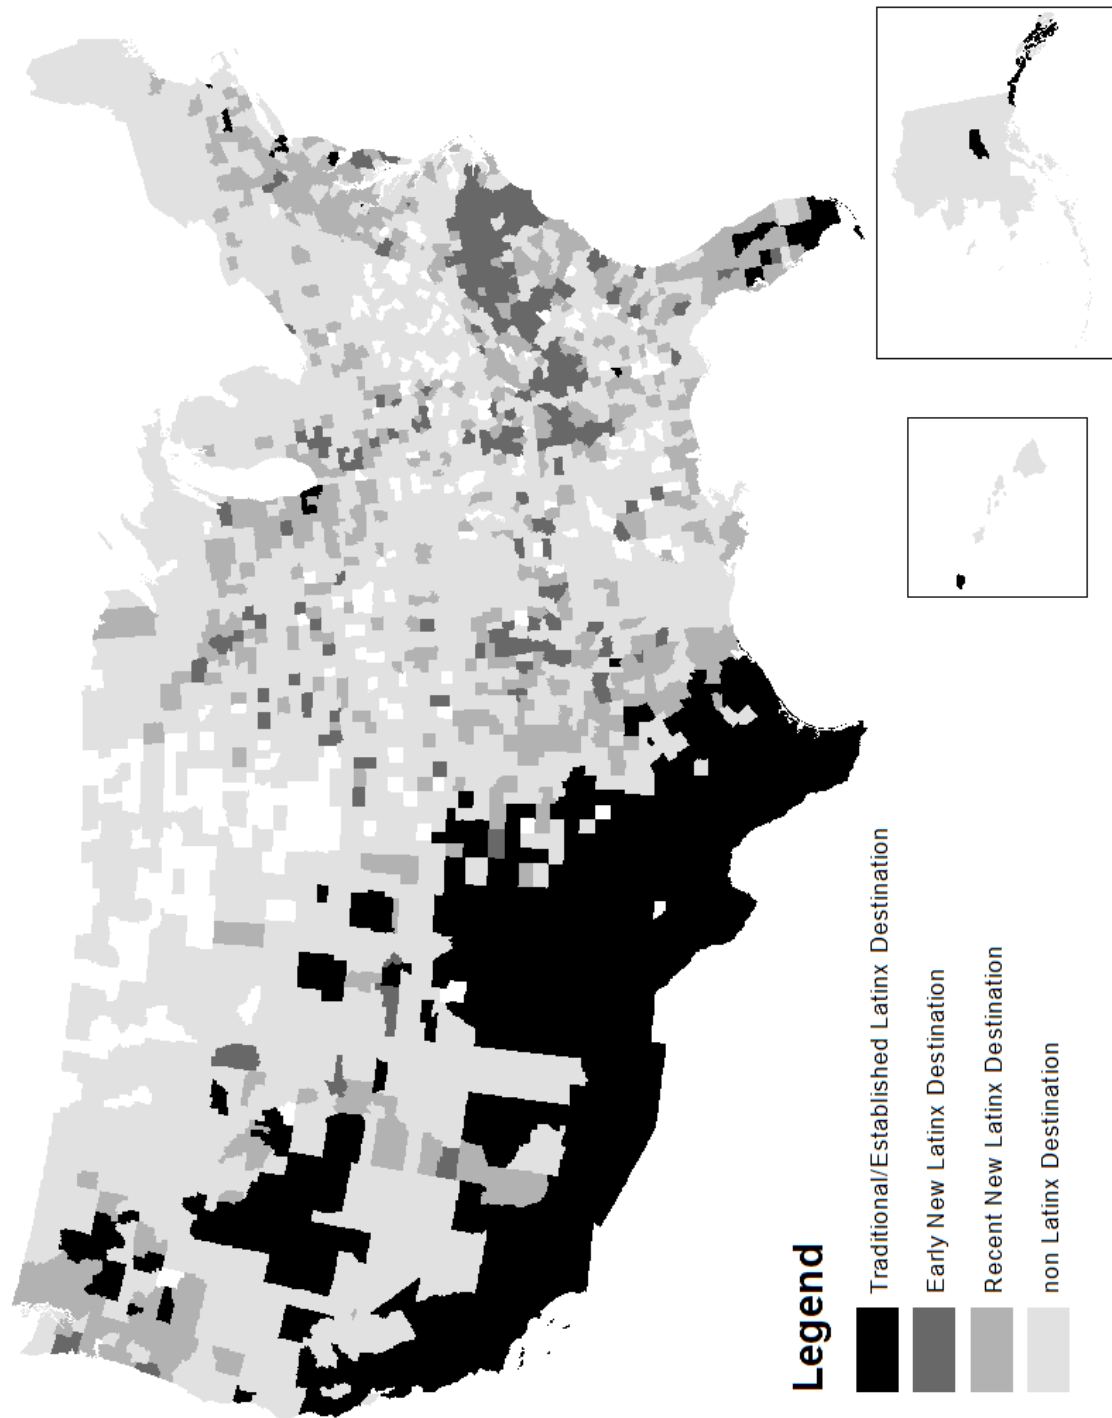 Legend
Traditional/Established Latinx Destination
Early New Latinx Destination
Recent New Latinx Destination
non Latinx Destination